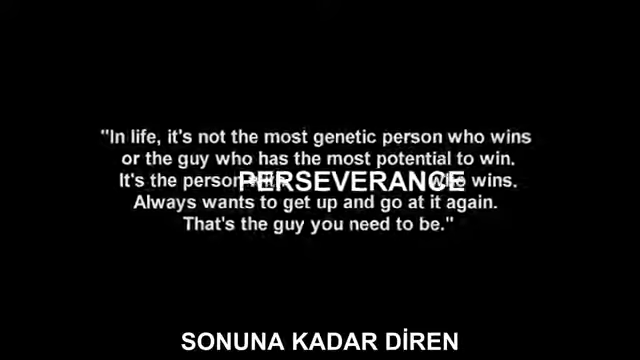 "In life, it's not the most genetic person who wins
or the guy who has the most potential to win.
It's the person PERSEVERANCE who wins.
Always wants to get up and go at it again.
That's the guy you need to be."
SONUNA KADAR DİREN